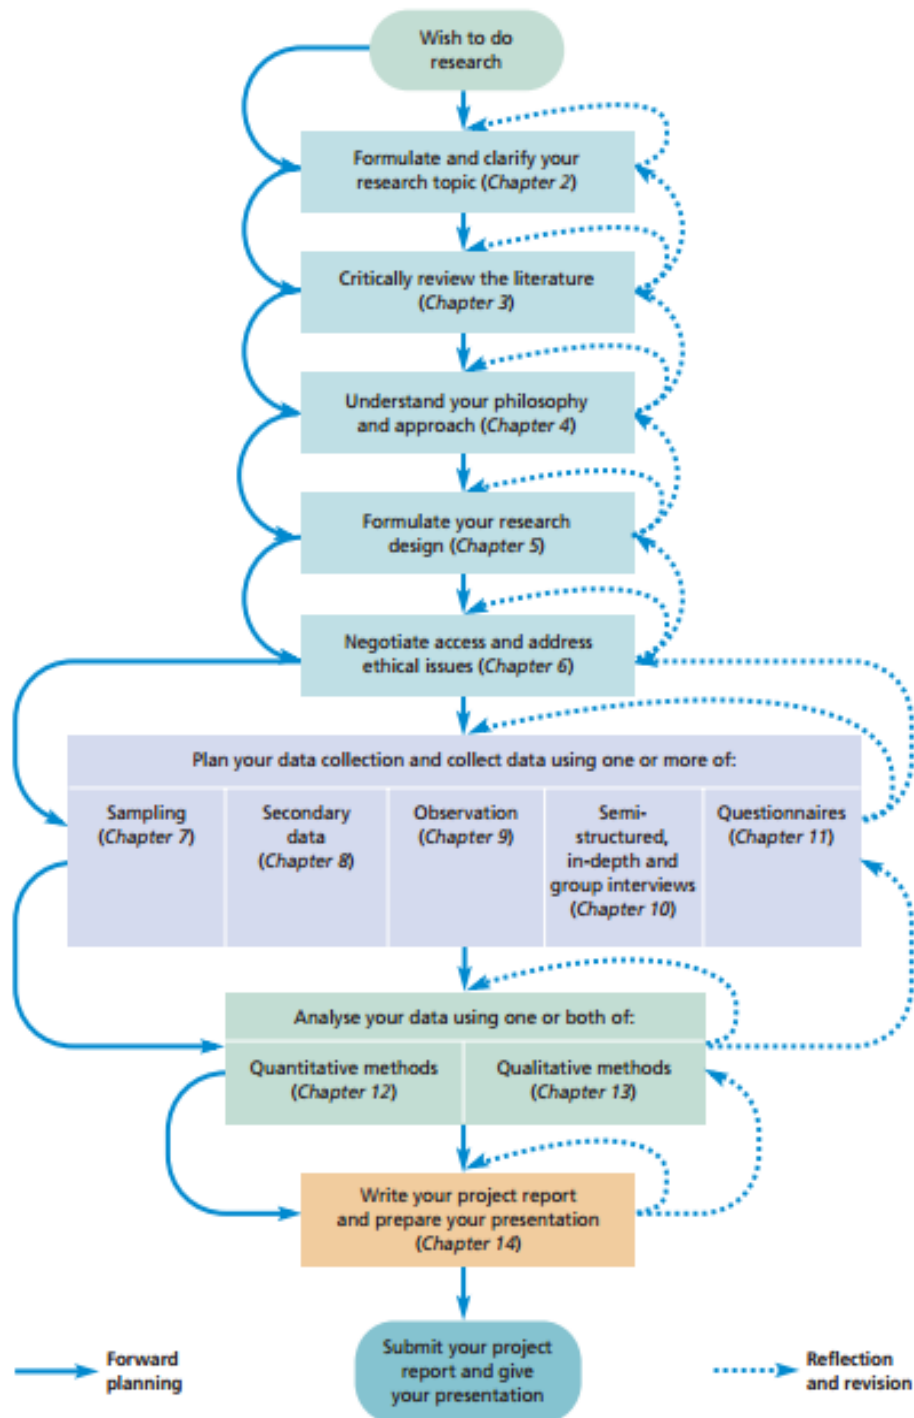 Wish to do
research
Formulate and clarify your
research topic (Chapter 2)
Critically review the literature
(Chapter 3)
Understand your philosophy
and approach (Chapter 4)
Formulate your research
design (Chapter 5)
Negotiate access and address
ethical issues (Chapter 6)
Plan your data collection and collect data using one or more of:
Sampling
(Chapter 7)
Secondary
data
(Chapter 8)
Observation
(Chapter 9)
Semi-
structured,
in-depth and
group interviews
(Chapter 10)
Questionnaires
(Chapter 11)
Analyse your data using one or both of:
Quantitative methods
(Chapter 12)
Qualitative methods
(Chapter 13)
Write your project report
and prepare your presentation
(Chapter 14)
Submit your project
report and give
your presentation
Forward
planning
Reflection
and revision